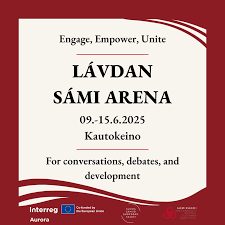 Engage, Empower, Unite
LÁVDAN
SÁMI ARENA
09.-15.6.2025
Kautokeino
For conversations, debates, and
development
Interreg
Co-funded by
the European Union
Aurora